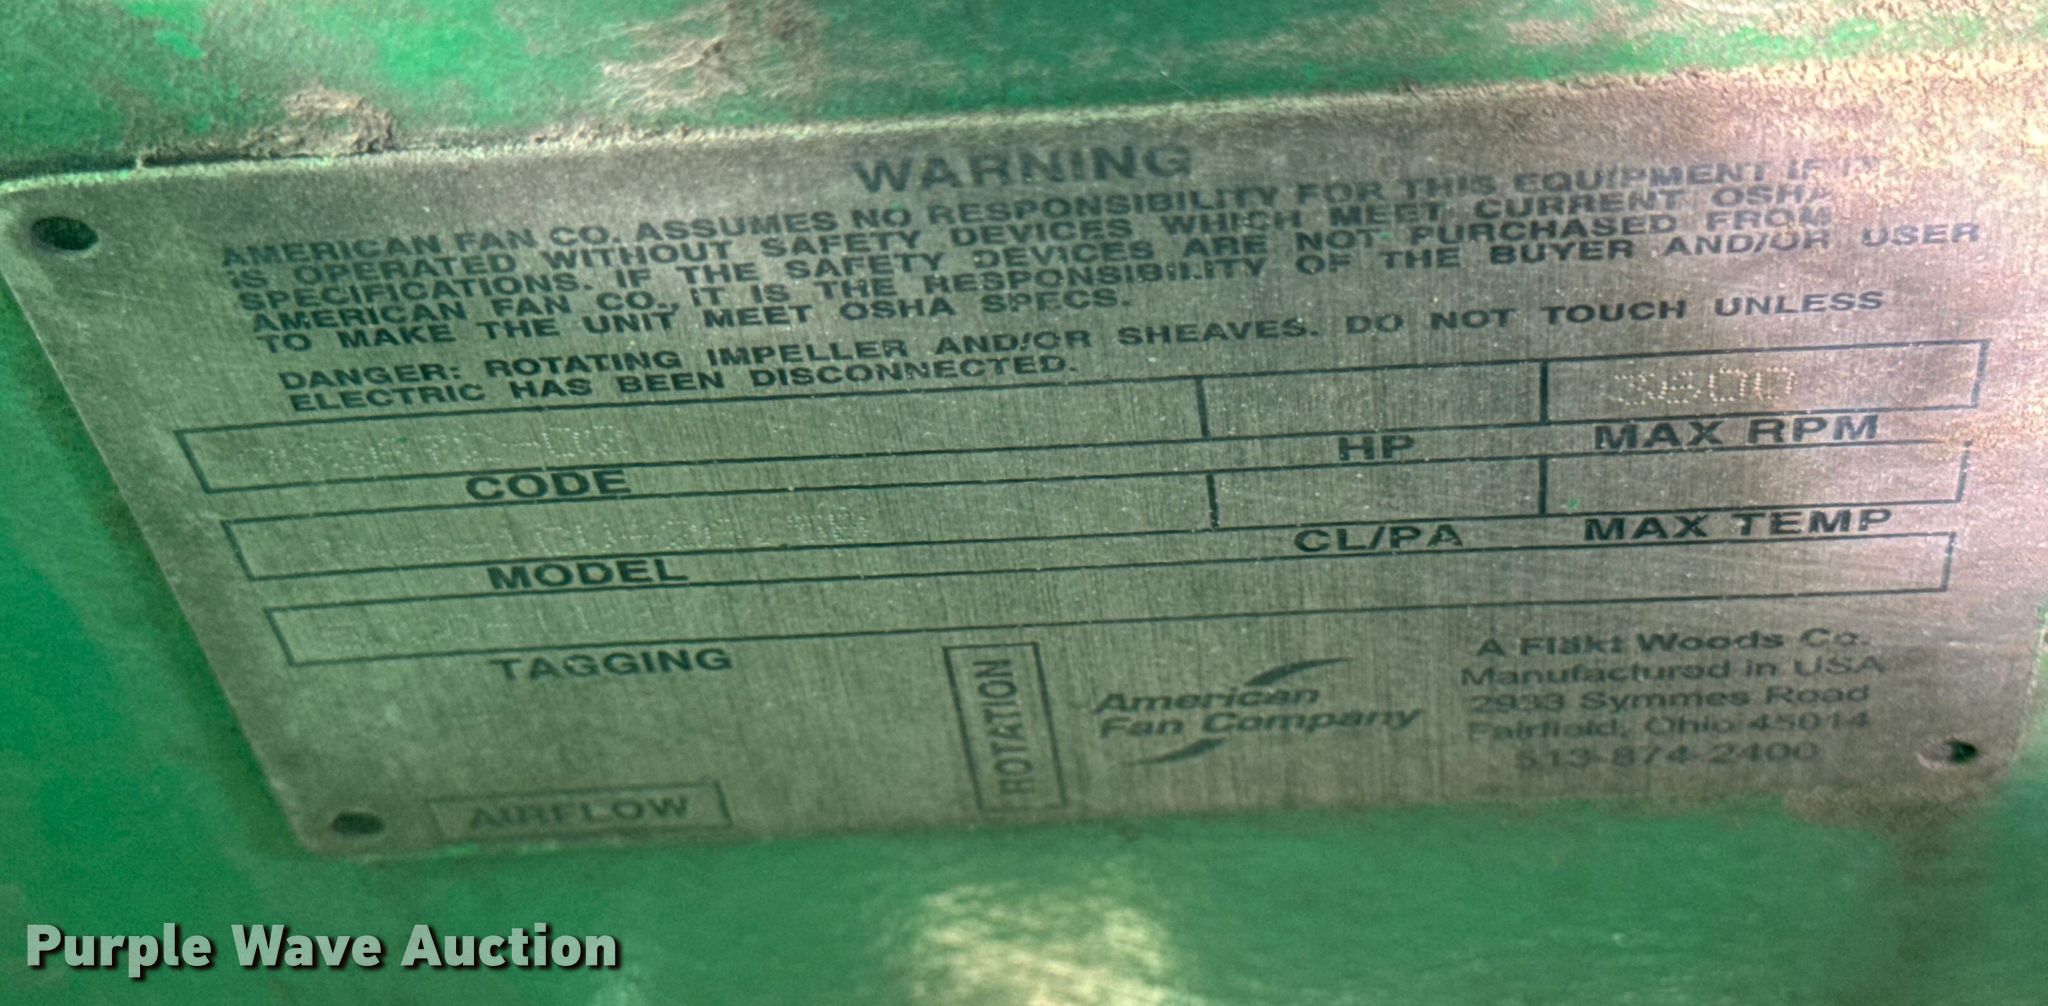 WARNING
AMERICAN FAN CO. ASSUMES NO RESPONSIBILITY FOR THIS EQUIPMENT IF IT
IS OPERATED WITHOUT SAFETY DEVICES WHICH MEET CURRENT OSHA
SPECIFICATIONS. IF THE SAFETY DEVICES ARE NOT PURCHASED FROM
AMERICAN FAN CO., IT IS THE RESPONSIBILITY OF THE BUYER AND/OR USER
TO MAKE THE UNIT MEET OSHA SPECS.
DANGER: ROTATING IMPELLER AND/OR SHEAVES. DO NOT TOUCH UNLESS
ELECTRIC HAS BEEN DISCONNECTED.
3600
CODE HP MAX RPM
MODEL CL/PA MAX TEMP
TAGGING
ROTATION
AIRFLOW
American
Fan Company
A Fläkt Woods Co.
Manufactured in USA
2933 Symmes Road
Fairfield, Ohio 45014
513-874-2400
Purple Wave Auction